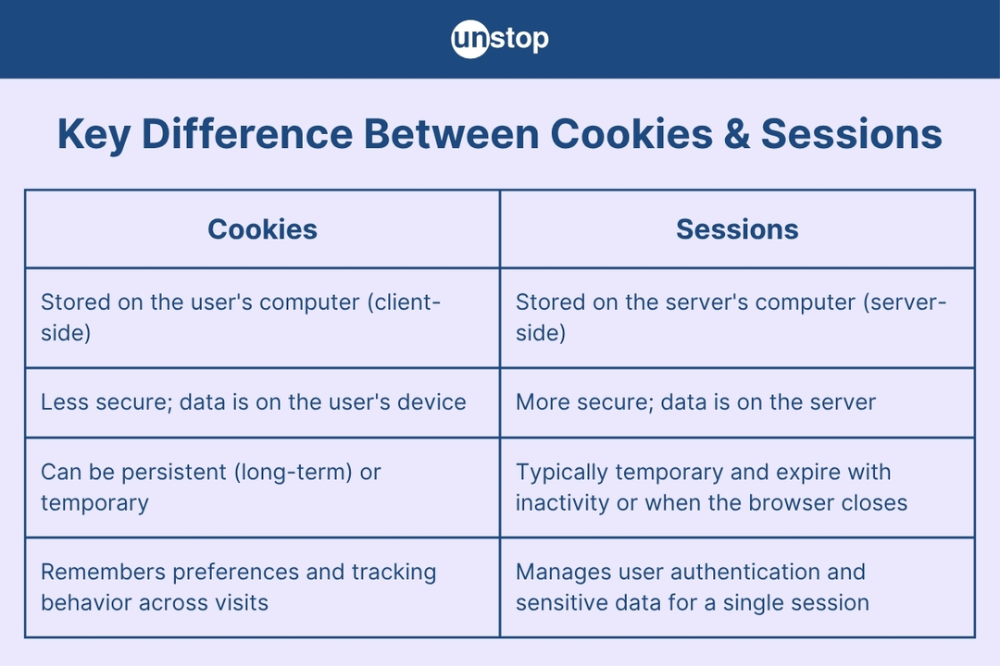 unstop
Key Difference Between Cookies & Sessions
Cookies
Sessions
Stored on the user's computer (client-
side)
Stored on the server's computer (server-
side)
Less secure; data is on the user's device
More secure; data is on the server
Can be persistent (long-term) or
temporary
Typically temporary and expire with
inactivity or when the browser closes
Remembers preferences and tracking
behavior across visits
Manages user authentication and
sensitive data for a single session